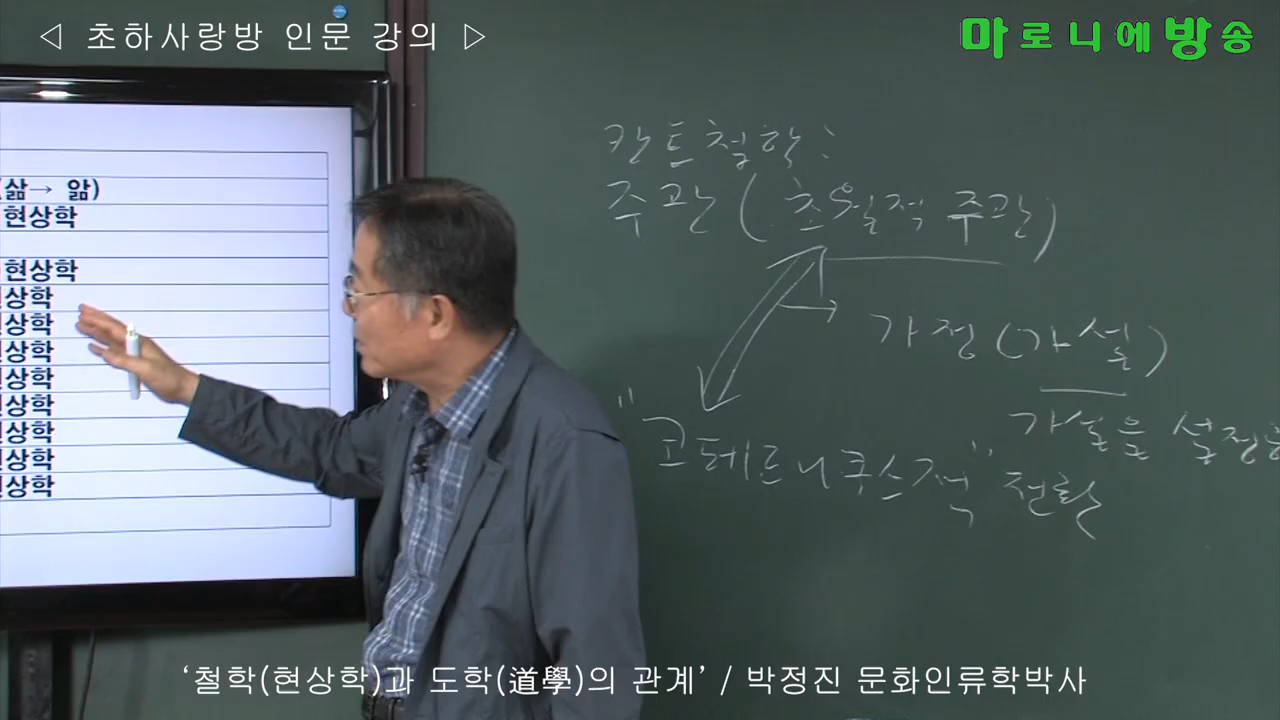 ◁ 초하사랑방 인문 강의 ▷
마로니에방송
(삶→ 앎)
현상학
현상학
상학
상학
상학
상학
상학
상학
상학
상학
칸트철학:
주관 (초월적 주관)
가정 (가설)
가설을 설정
"코페르니쿠스적" 전환
‘철학(현상학)과 도학(道學)의 관계’ / 박정진 문화인류학박사